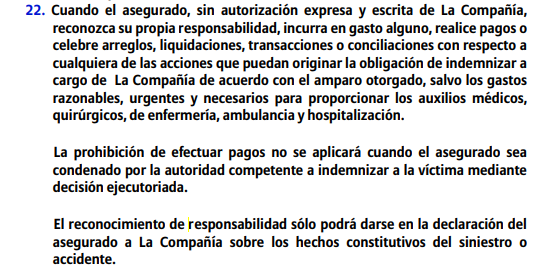 22. Cuando el asegurado, sin autorización expresa y escrita de La Compañía,
reconozca su propia responsabilidad, incurra en gasto alguno, realice pagos o
celebre arreglos, liquidaciones, transacciones o conciliaciones con respecto a
cualquiera de las acciones que puedan originar la obligación de indemnizar a
cargo de La Compañía de acuerdo con el amparo otorgado, salvo los gastos
razonables, urgentes y necesarios para proporcionar los auxilios médicos,
quirúrgicos, de enfermería, ambulancia y hospitalización.
La prohibición de efectuar pagos no se aplicará cuando el asegurado sea
condenado por la autoridad competente a indemnizar a la víctima mediante
decisión ejecutoriada.
El reconocimiento de responsabilidad sólo podrá darse en la declaración del
asegurado a La Compañía sobre los hechos constitutivos del siniestro o
accidente.